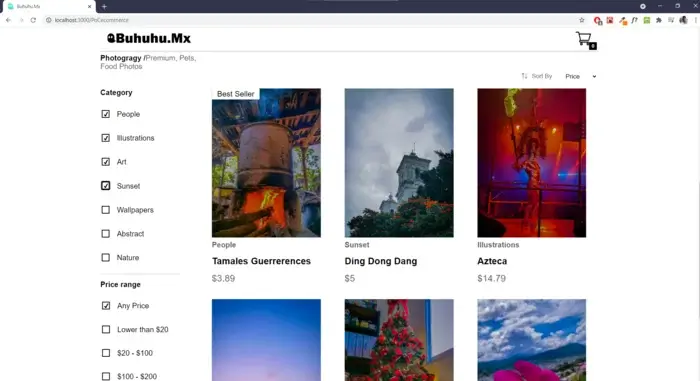 Buhuhu.Mx
localhost:3000/PnCecommerce
Buhuhu.Mx
0
Photogragy /Premium, Pets,
Food Photos
Sort By
Price
Category
People
Illustrations
Art
Sunset
Wallpapers
Abstract
Nature
Price range
Any Price
Lower than $20
$20 - $100
$100 - $200
Best Seller
People
Tamales Guerrerences
$3.89
Sunset
Ding Dong Dang
$5
Illustrations
Azteca
$14.79